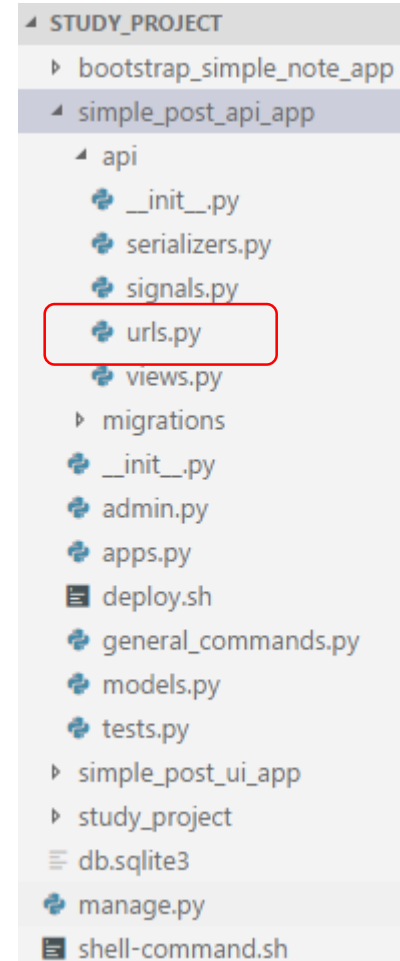 STUDY_PROJECT
bootstrap_simple_note_app
simple_post_api_app
api
__init__.py
serializers.py
signals.py
urls.py
views.py
migrations
__init__.py
admin.py
apps.py
deploy.sh
general_commands.py
models.py
tests.py
simple_post_ui_app
study_project
db.sqlite3
manage.py
shell-command.sh